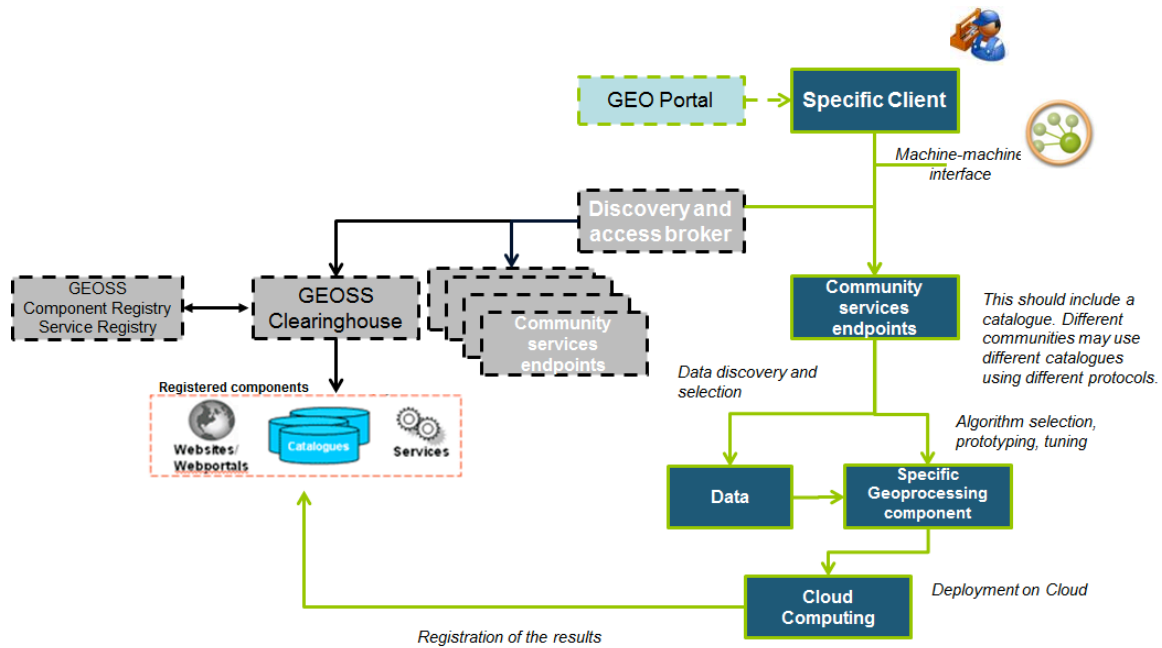 GEO Portal
Specific Client
Machine-machine
interface
Discovery and
access broker
GEOSS
Component Registry
Service Registry
GEOSS
Clearinghouse
Community
services
endpoints
Community
services
endpoints
This should include a
catalogue. Different
communities may use
different catalogues
using different protocols.
Registered components
Websites/
Webportals
Catalogues
Services
Data discovery and
selection
Algorithm selection,
prototyping, tuning
Data
Specific
Geoprocessing
component
Cloud
Computing
Deployment on Cloud
Registration of the results